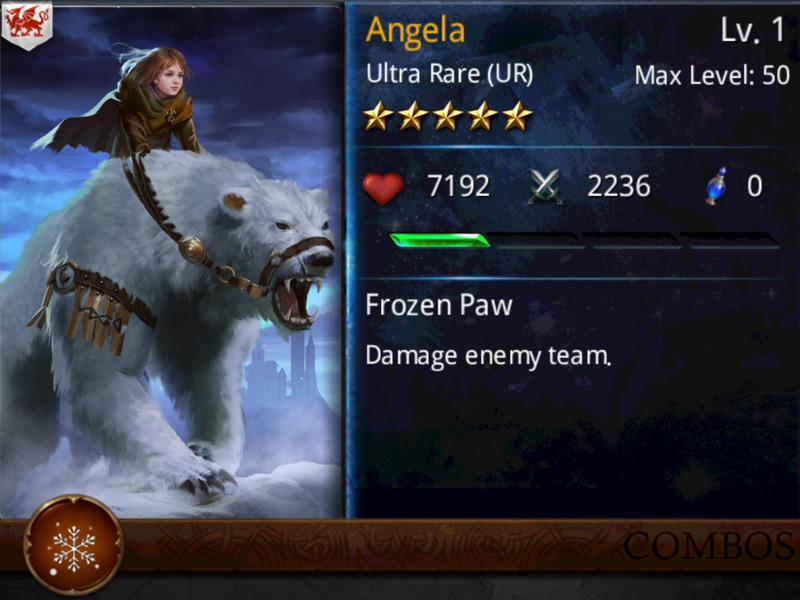 Angela
Lv. 1
Ultra Rare (UR)
Max Level: 50
7192
2236
0
Frozen Paw
Damage enemy team.
COMBOS